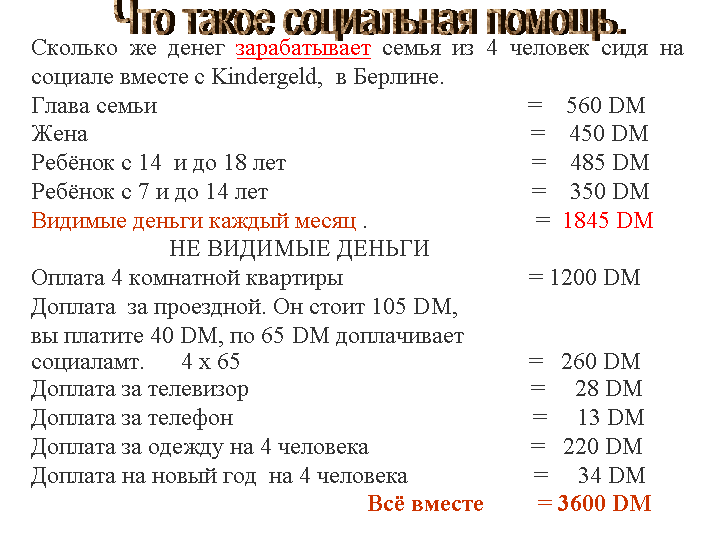 Что такое социальная помощь.
Сколько же денег зарабатывает семья из 4 человек сидя на
социале вместе с Kindergeld, в Берлине.
Глава семьи = 560 DM
Жена = 450 DM
Ребёнок с 14 и до 18 лет = 485 DM
Ребёнок с 7 и до 14 лет = 350 DM
Видимые деньги каждый месяц . = 1845 DM
НЕ ВИДИМЫЕ ДЕНЬГИ
Оплата 4 комнатной квартиры = 1200 DM
Доплата за проездной. Он стоит 105 DM,
вы платите 40 DM, по 65 DM доплачивает
социаламт. 4 х 65 = 260 DM
Доплата за телевизор = 28 DM
Доплата за телефон = 13 DM
Доплата за одежду на 4 человека = 220 DM
Доплата на новый год на 4 человека = 34 DM
Всё вместе = 3600 DM